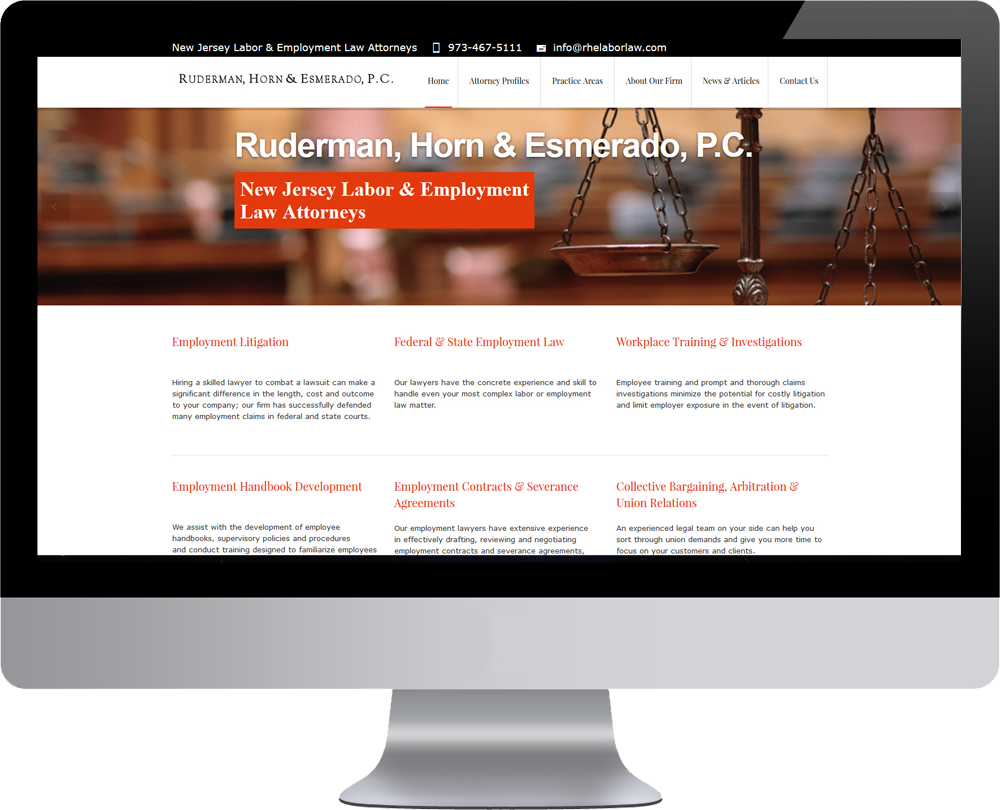 New Jersey Labor & Employment Law Attorneys 973-467-5111 info@rhelaborlaw.com
RUDERMAN, HORN & ESMERADO, P.C. Home Attorney Profiles Practice Areas About Our Firm News & Articles Contact Us
Ruderman, Horn & Esmerado, P.C.
New Jersey Labor & Employment
Law Attorneys
Employment Litigation
Hiring a skilled lawyer to combat a lawsuit can make a
significant difference in the length, cost and outcome
to your company; our firm has successfully defended
many employment claims in federal and state courts.
Federal & State Employment Law
Our lawyers have the concrete experience and skill to
handle even your most complex labor or employment
law matter.
Workplace Training & Investigations
Employee training and prompt and thorough claims
investigations minimize the potential for costly litigation
and limit employer exposure in the event of litigation.
Employment Handbook Development
We assist with the development of employee
handbooks, supervisory policies and procedures
and conduct training designed to familiarize employees
Employment Contracts & Severance
Agreements
Our employment lawyers have extensive experience
in effectively drafting, reviewing and negotiating
employment contracts and severance agreements,
Collective Bargaining, Arbitration &
Union Relations
An experienced legal team on your side can help you
sort through union demands and give you more time to
focus on your customers and clients.